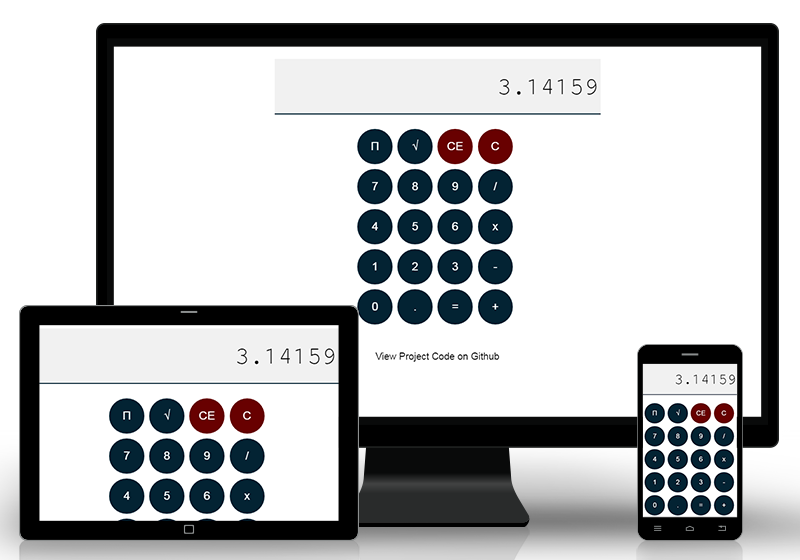 3.14159
П √ CE C
7 8 9 /
4 5 6 x
1 2 3 -
0 . = +
View Project Code on Github
3.14159
П √ CE C
7 8 9 /
4 5 6 x
3.14159
П √ CE C
7 8 9 /
4 5 6 x
1 2 3 -
0 . = +